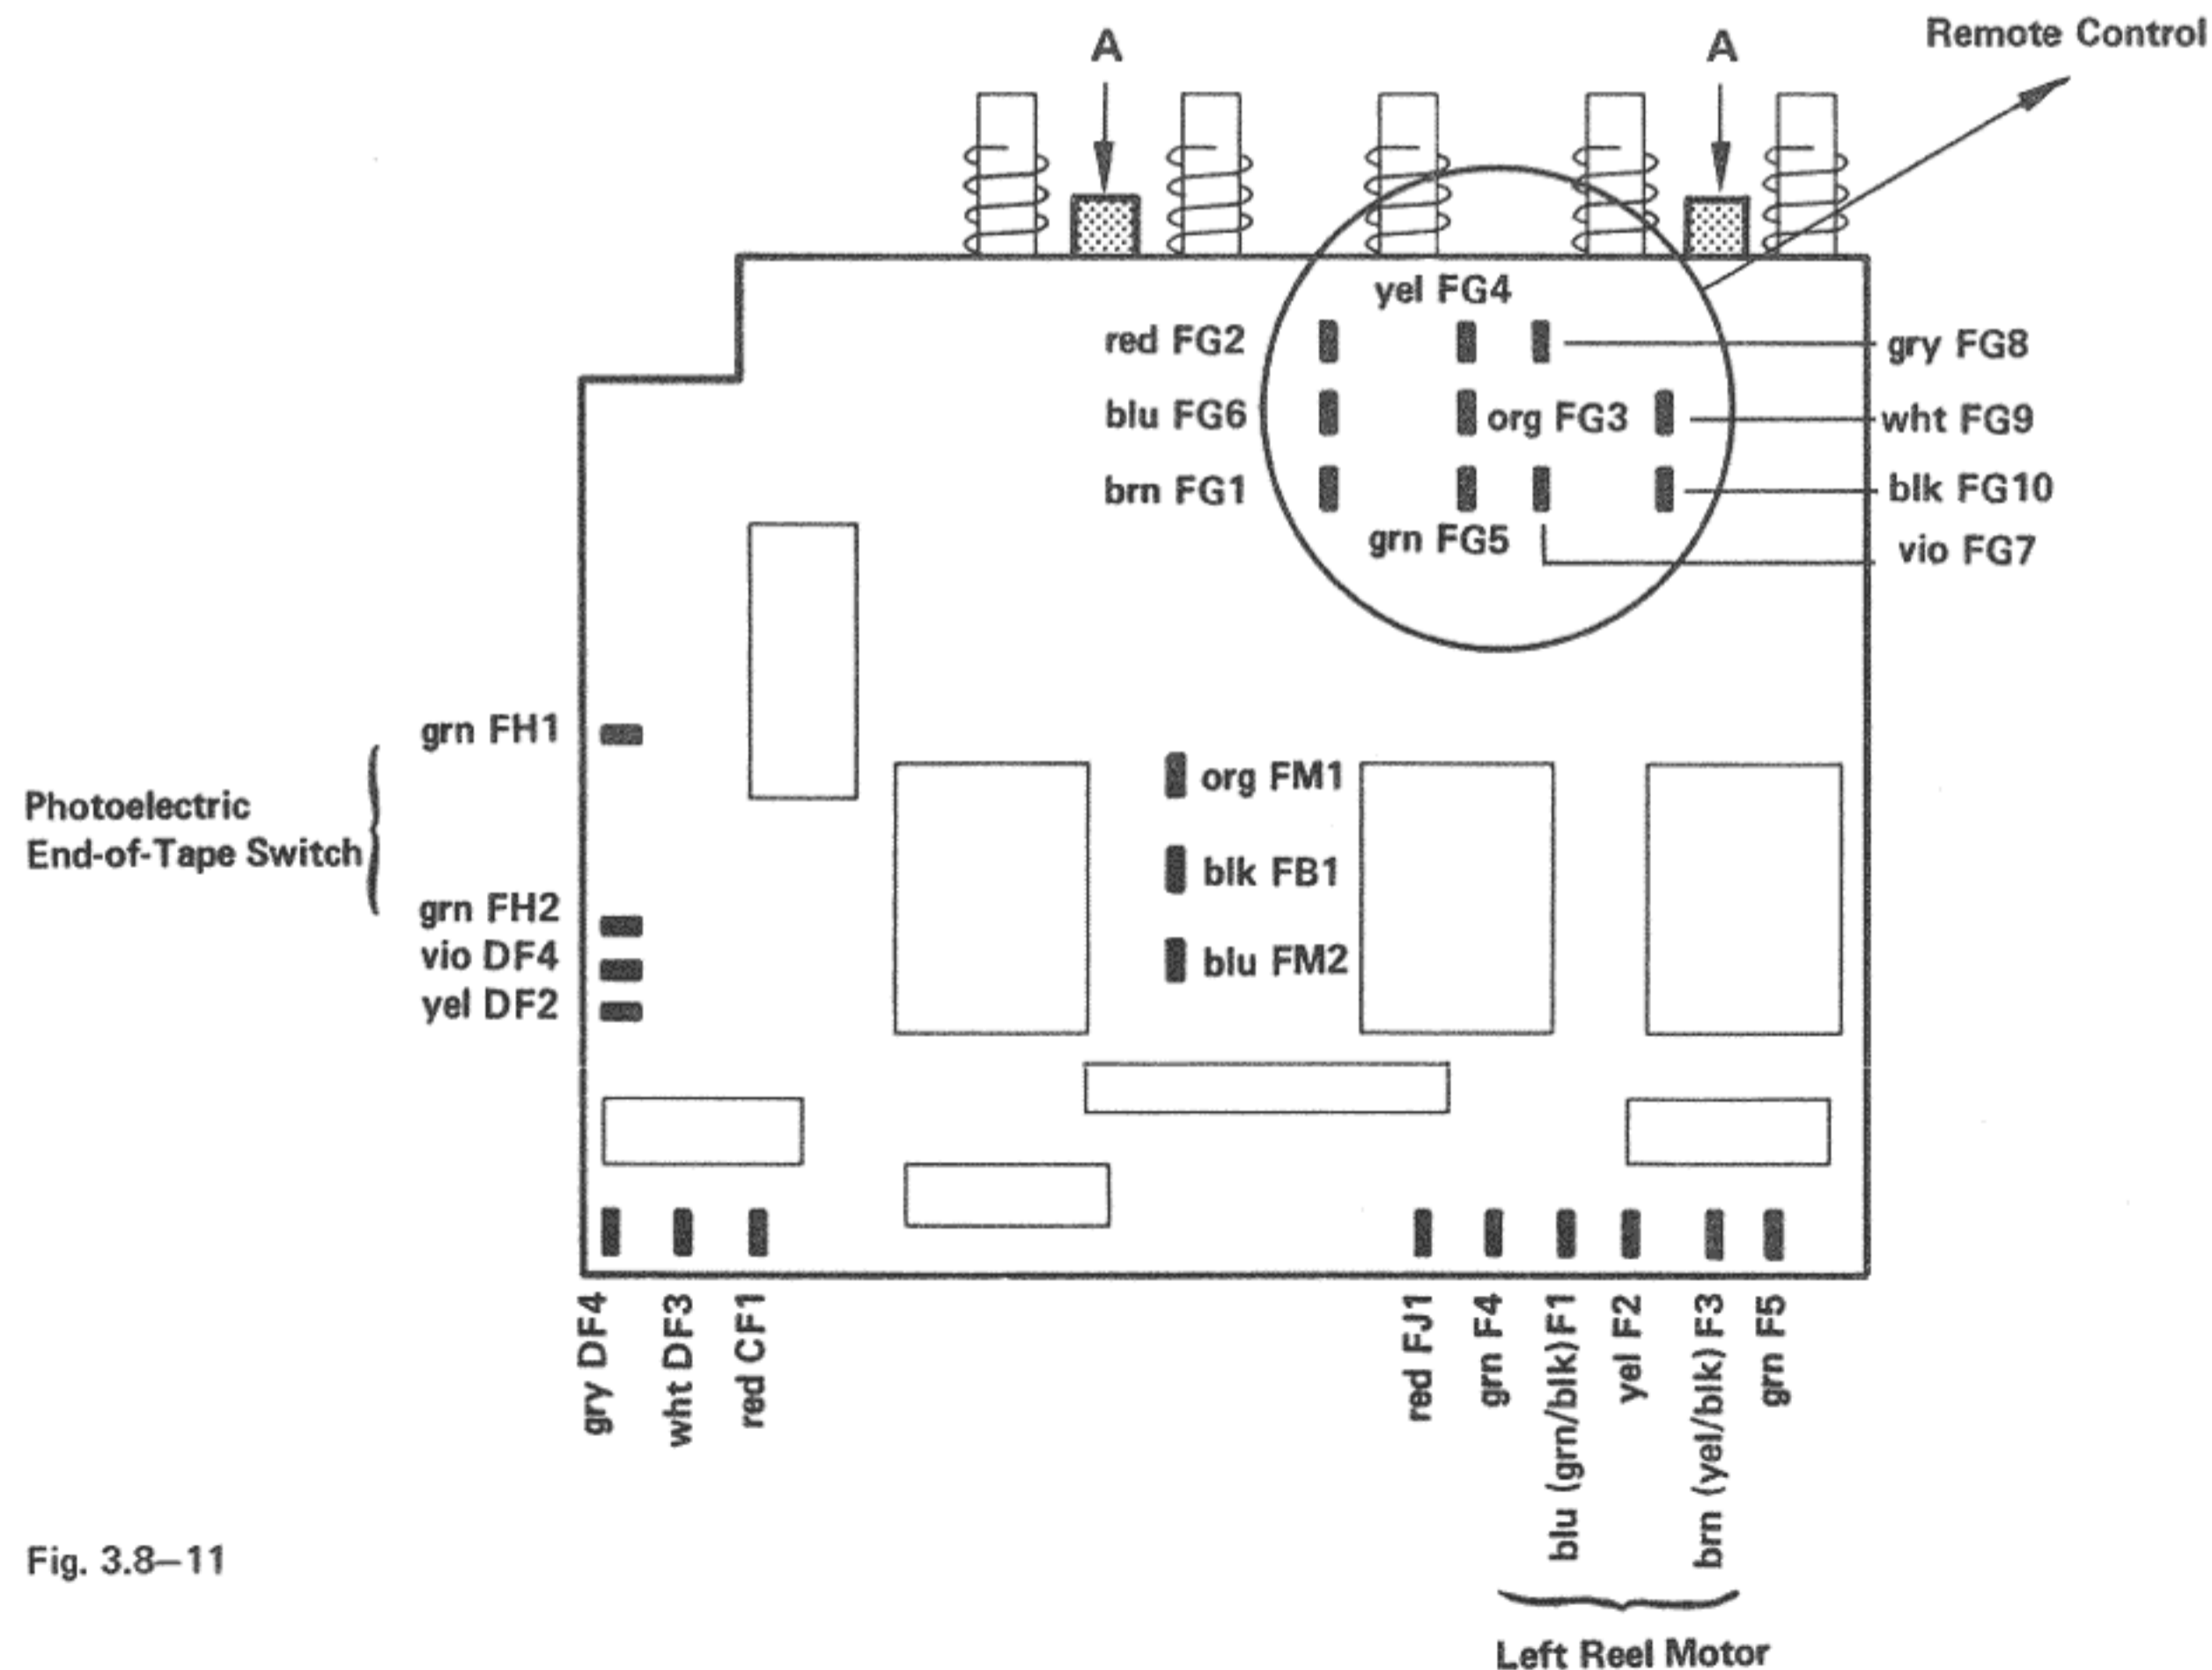 Remote Control
A
A
yel FG4
red FG2
gry FG8
blu FG6
org FG3
wht FG9
brn FG1
blk FG10
grn FG5
vio FG7
grn FH1
Photoelectric
End-of-Tape Switch
org FM1
blk FB1
grn FH2
vio DF4
blu FM2
yel DF2
gry DF4
wht DF3
red CF1
red FJ1
grn F4
blu (grn/blk)F1
yel F2
brn (yel/blk) F3
grn F5
Fig. 3.8–11
Left Reel Motor